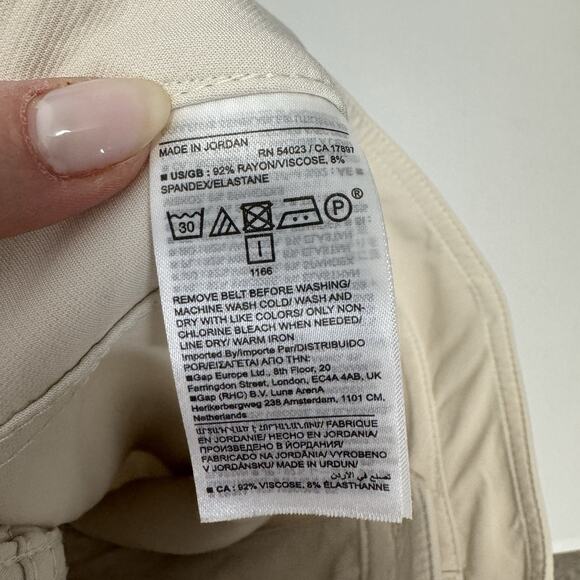 MADE IN JORDAN
RN 54023 / CA 17897
■ US/GB : 92% RAYON/VISCOSE, 8%
SPANDEX/ELASTANE
30 P ®
1166
REMOVE BELT BEFORE WASHING/
MACHINE WASH COLD/ WASH AND
DRY WITH LIKE COLORS/ ONLY NON-
CHLORINE BLEACH WHEN NEEDED/
LINE DRY/ WARM IRON
Imported By/Importe Par/DISTRIBUIDO
POR/ΕΙΣΑΓΕΤΑΙ ΑΠΟ ΤΗΝ:
■Gap Europe Ltd., 8th Floor, 20
Farringdon Street, London, EC4A 4AB, UK
■Gap (RHC) B.V. Luna ArenA
Herikerbergweg 238 Amsterdam, 1101 CM,
Netherlands
FABRIQUE
EN JORDANIE/ HECHO EN JORDANIA/
ПРОИЗВЕДЕНО В ИОРДАНИИ/
FABRICADO NA JORDÂNIA/ VYROBENO
V JORDÁNSKU/ MADE IN URDUN/
تصنع في الاردن
■ CA : 92% VISCOSE, 8% ÉLASTHANNE